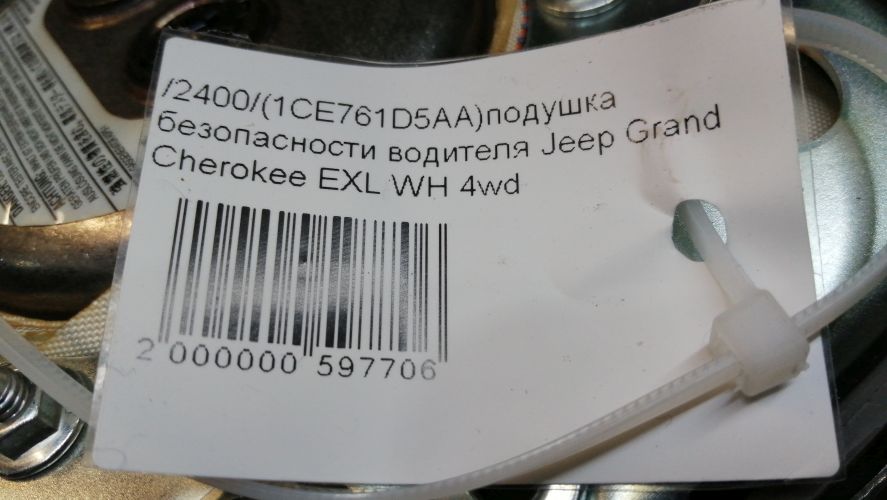 /2400/(1CE761D5AA)подушка
безопасности водителя Jeep Grand
Cherokee EXL WH 4wd
2 000000 597706